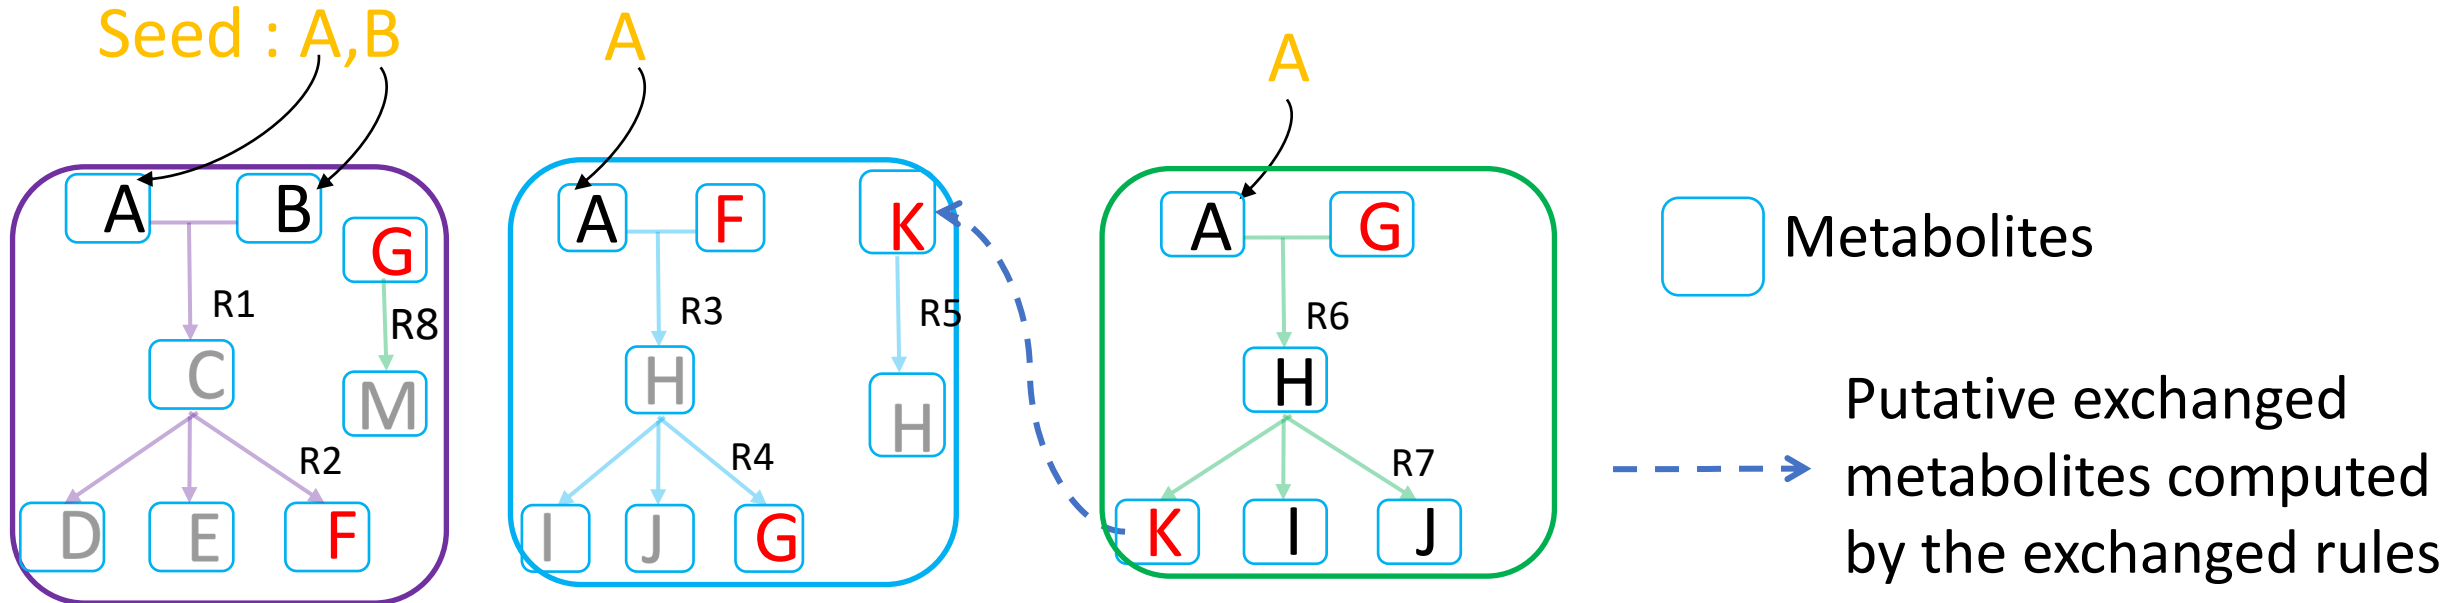 Seed : A,B
A
A
A
B
G
R1
R8
C
M
R2
D
E
F
A
F
K
R3
R5
H
H
R4
I
J
G
A
G
R6
H
R7
K
I
J
Metabolites
Putative exchanged
metabolites computed
by the exchanged rules